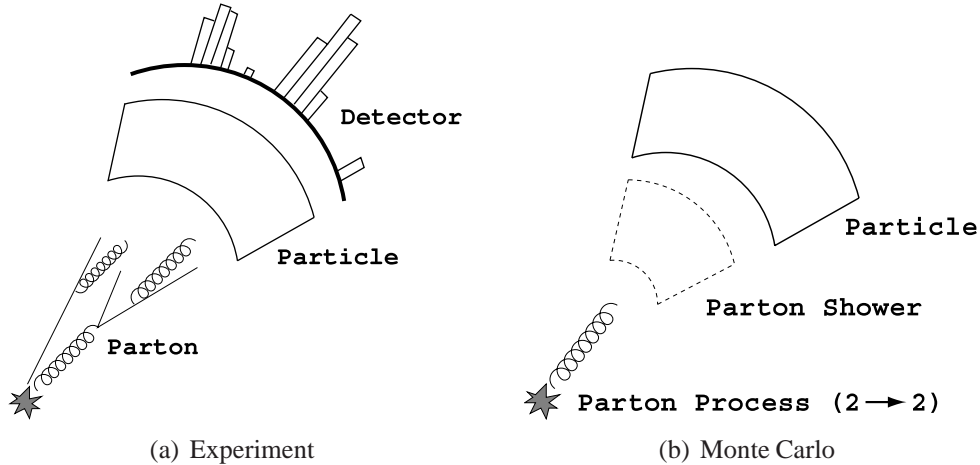 Detector
Particle
Parton
(a) Experiment
Particle
Parton Shower
Parton Process (2 → 2)
(b) Monte Carlo